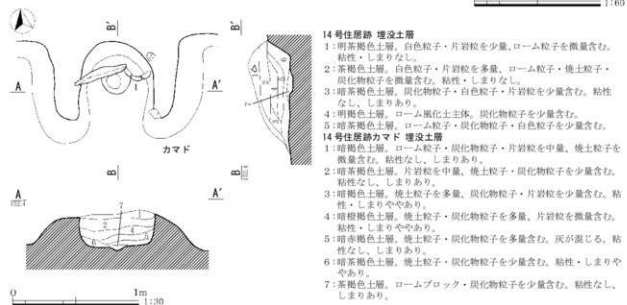 1:60
B'
B'
A
A'
カマド
B
B
A
A'
7
1
2
4
3
5
6
0
1m
1:30
14号住居跡 埋没土層
1:明茶褐色土層。白色粒子・片岩粒を少量、ローム粒子を微量含む。
粘性・しまりなし。
2:茶褐色土層。白色粒子・片岩粒を多量、ローム粒子・焼土粒子・
炭化物粒子を微量含む。粘性・しまりなし。
3:暗茶褐色土層。炭化物粒子・白色粒子・片岩粒を少量含む。粘性
なし、しまりあり。
4:明褐色土層。ローム風化土主体。炭化物粒子を少量含む。
5:暗茶褐色土層。ローム粒子・炭化物粒子・白色粒子を少量含む。
14号住居跡カマド 埋没土層
1:暗褐色土層。ローム粒子・炭化物粒子・片岩粒を中量、焼土粒子を
微量含む。粘性なし、しまりあり。
2:暗茶褐色土層。片岩粒を中量、焼土粒子・炭化物粒子を少量含む。
粘性なし、しまりあり。
3:暗褐色土層。焼土粒子を多量、炭化物粒子・片岩粒を少量含む。粘
性・しまりややあり。
4:暗橙褐色土層。焼土粒子・炭化物粒子を多量、片岩粒を微量含む。
粘性・しまりややあり。
5:暗赤褐色土層。焼土粒子・炭化物粒子を多量含む。灰が混じる。粘
性なし、しまりあり。
6:暗茶褐色土層。焼土粒子・炭化物粒子を少量含む。粘性・しまりや
やあり。
7:茶褐色土層。ロームブロック・炭化物粒子を少量含む。粘性なし、
しまりあり。